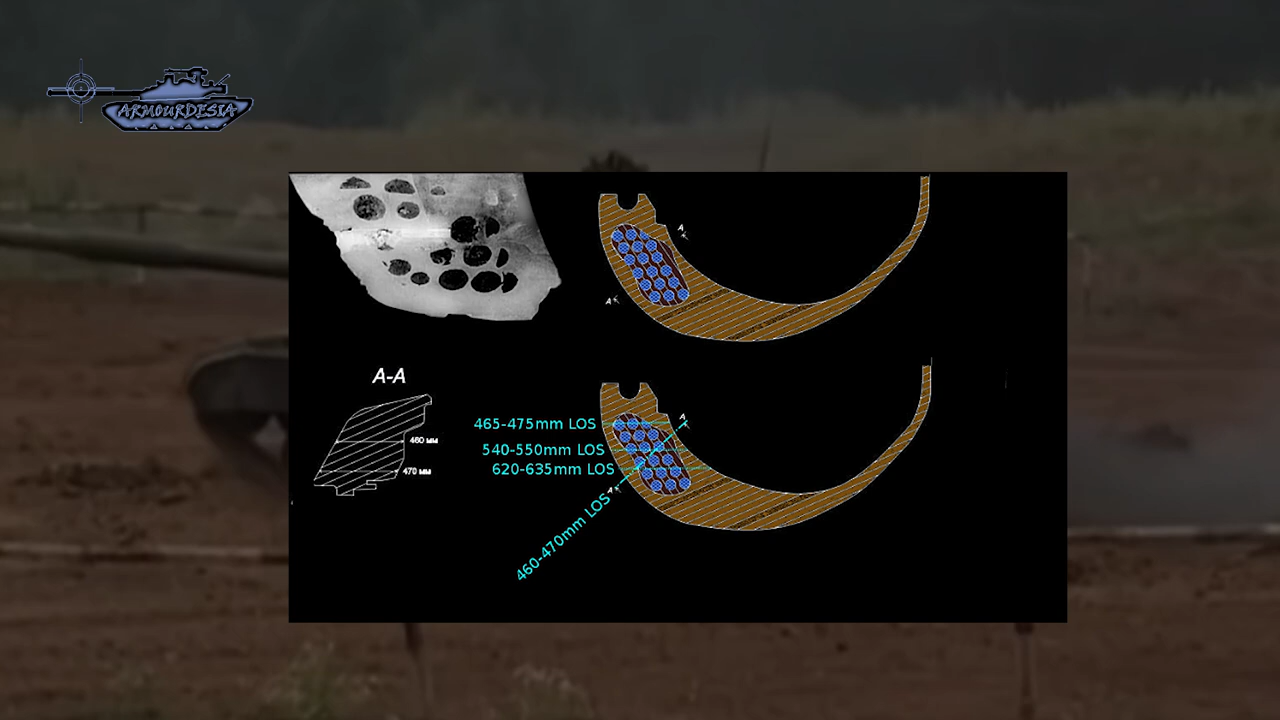 ARMOURDESIA
A
A
A-A
460 мм
470 мм
A
465-475mm LOS
540-550mm LOS
620-635mm LOS
A
460-470mm LOS